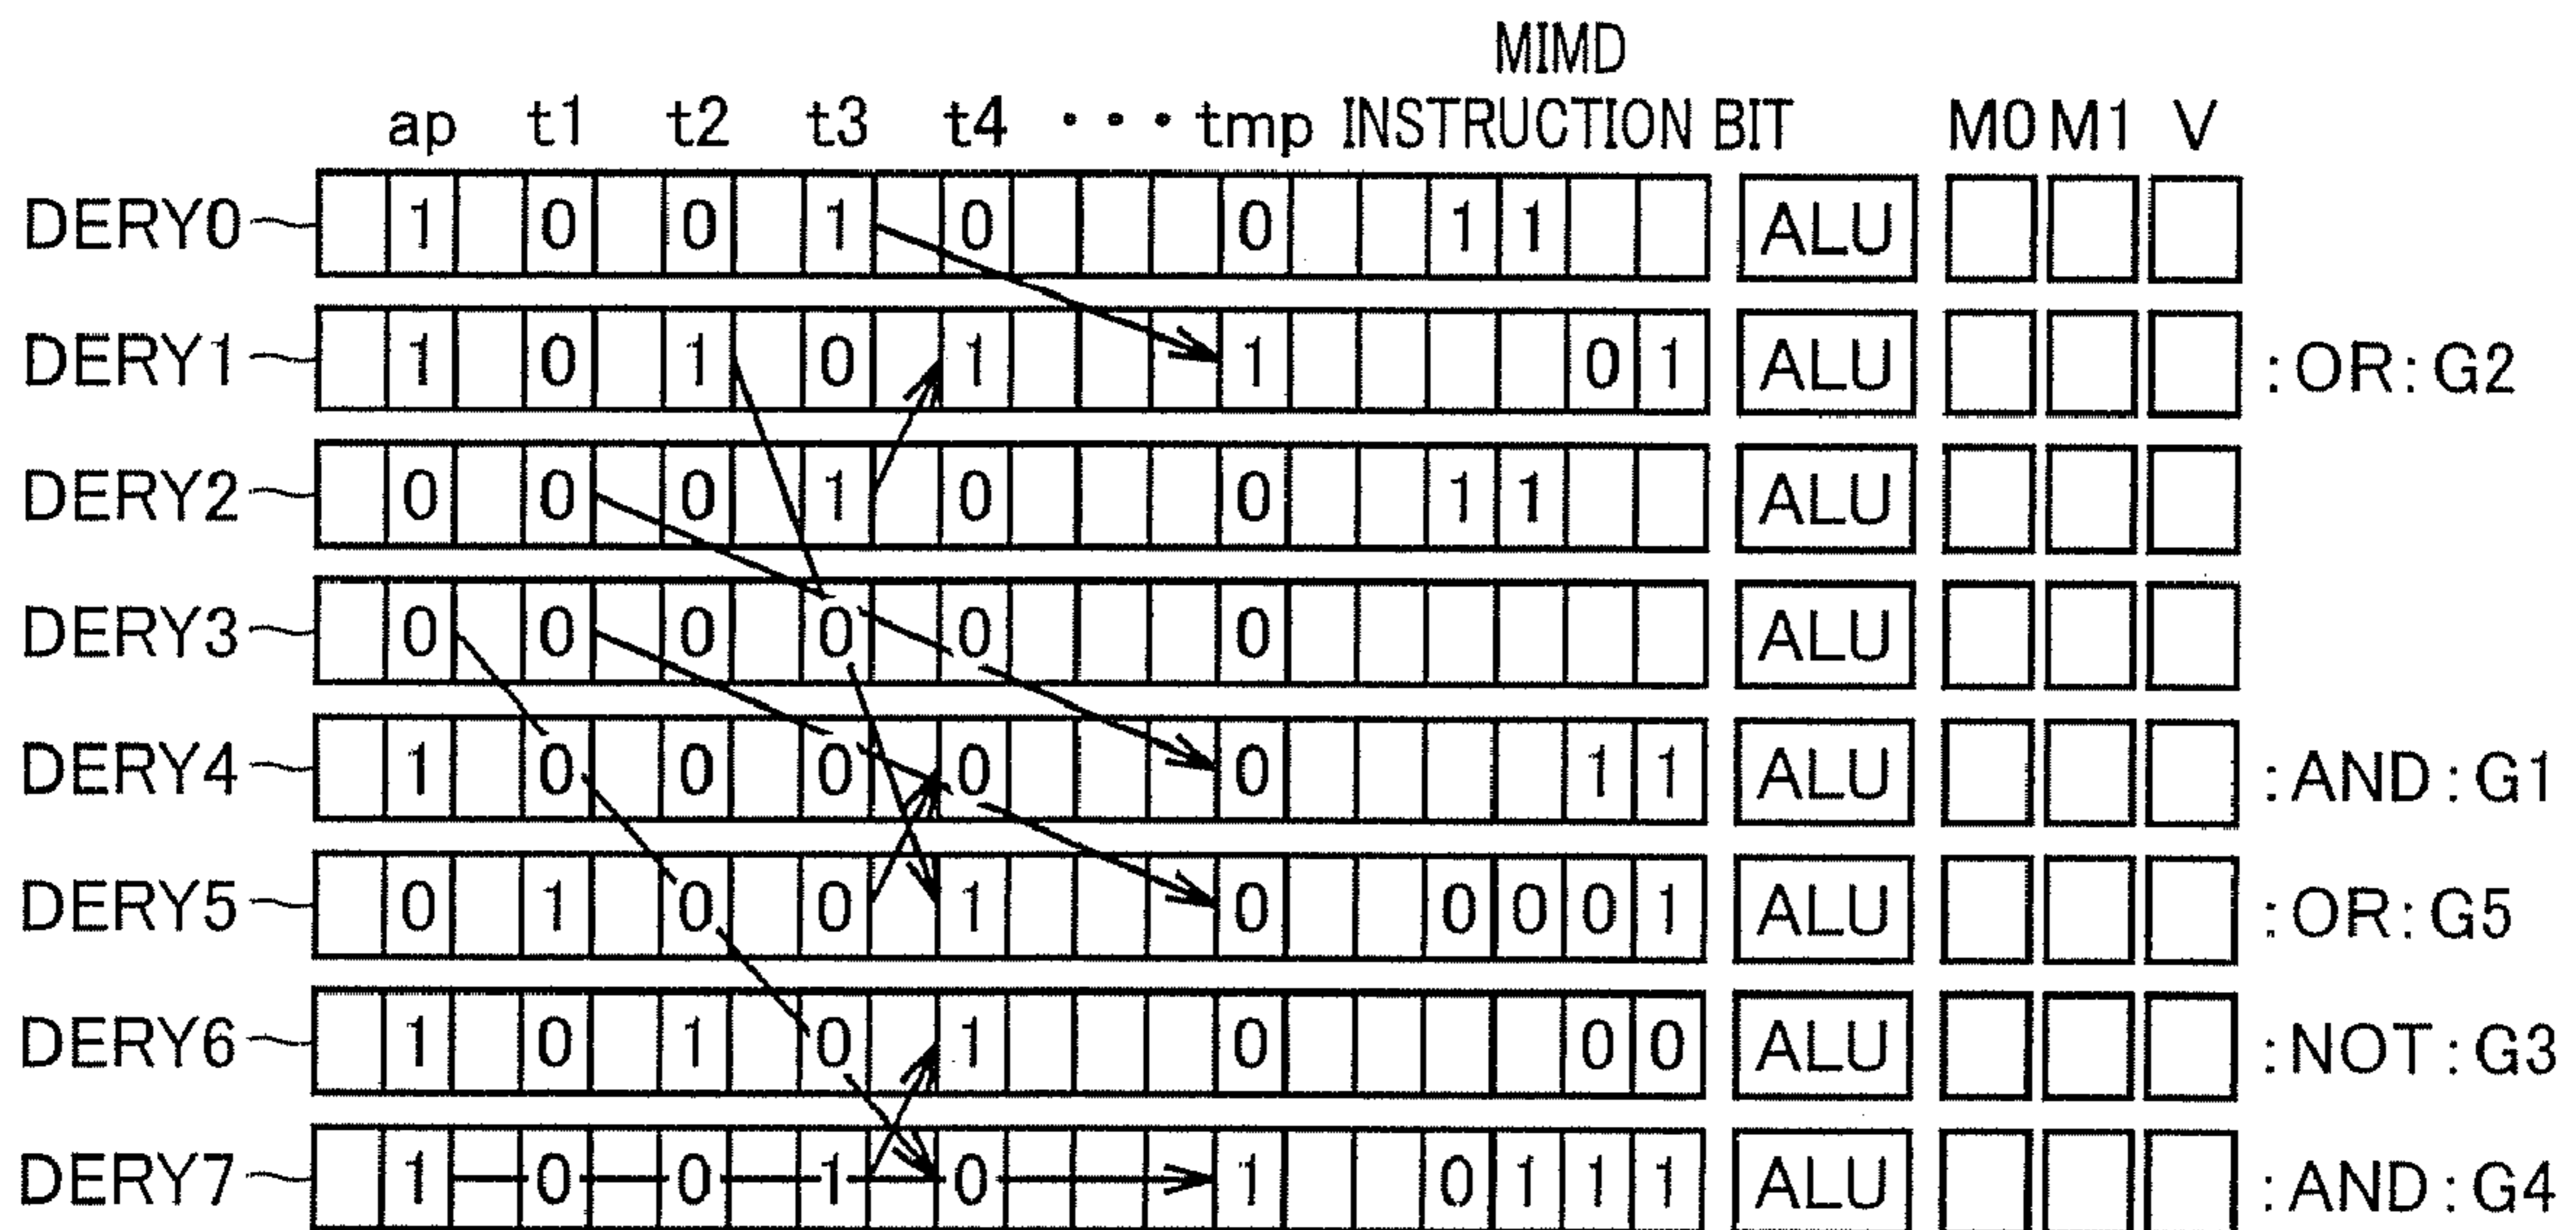 MIMD
ap t1 t2 t3 t4 ··· tmp INSTRUCTION BIT M0 M1 V
DERY0 1 0 0 1 0 0 1 1 ALU
DERY1 1 0 1 0 1 1 0 1 ALU :OR:G2
DERY2 0 0 0 1 0 0 1 1 ALU
DERY3 0 0 0 0 0 0 ALU
DERY4 1 0 0 0 0 0 1 1 ALU :AND:G1
DERY5 0 1 0 0 1 0 0 0 0 1 ALU :OR:G5
DERY6 1 0 1 0 1 0 0 0 ALU :NOT:G3
DERY7 1 0 0 1 0 1 0 1 1 1 ALU :AND:G4